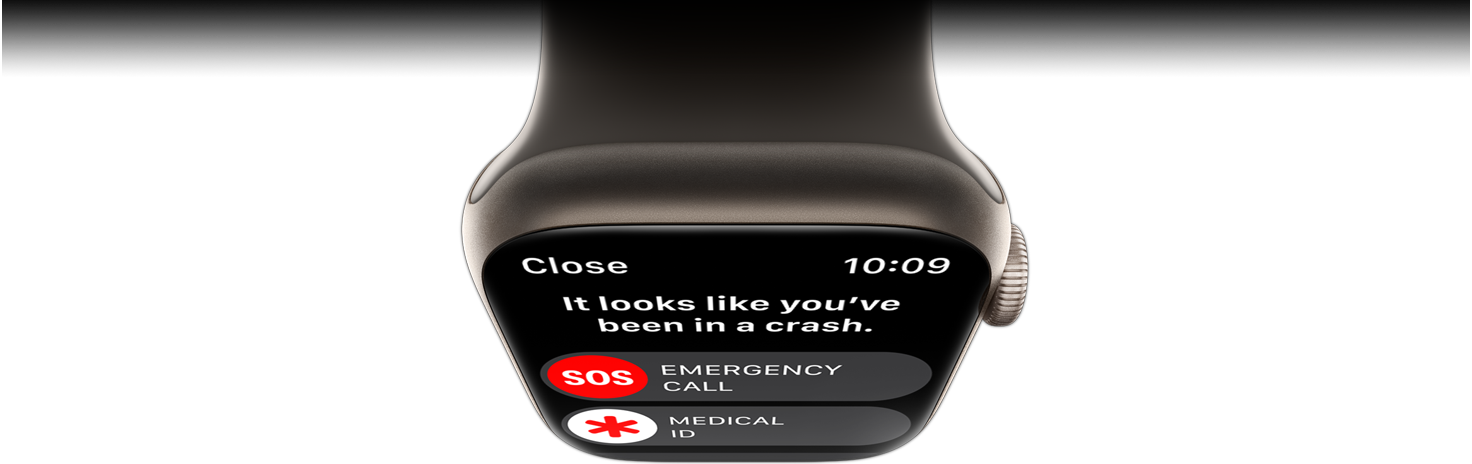 Close
10:09
It looks like you've
been in a crash.
SOS
EMERGENCY
CALL
MEDICAL
ID